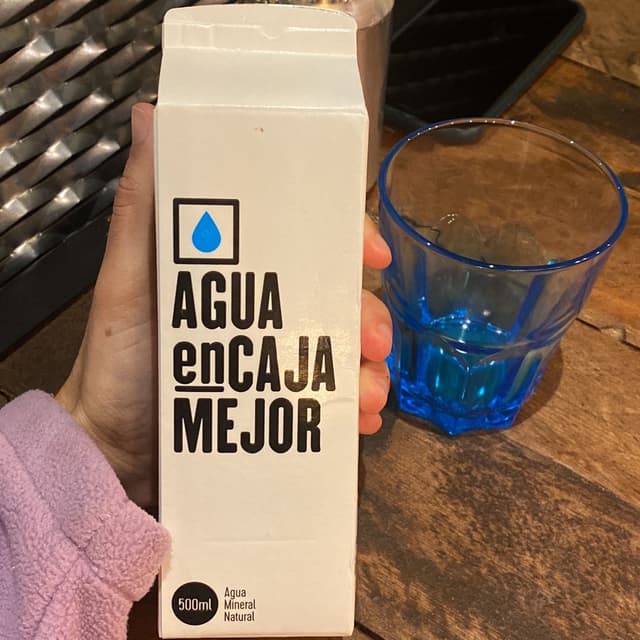 AGUA
enCAJA
MEJOR
500ml
Agua
Mineral
Natural